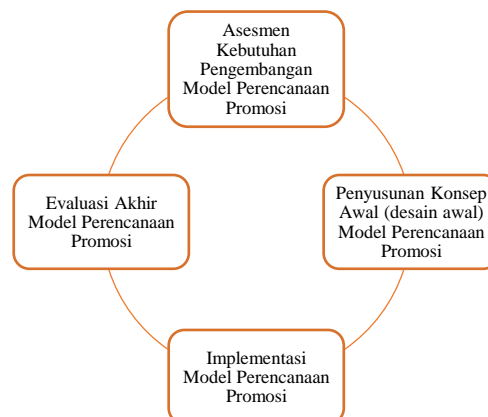 Asesmen
Kebutuhan
Pengembangan
Model Perencanaan
Promosi
Penyusunan Konsep
Awal (desain awal)
Model Perencanaan
Promosi
Implementasi
Model Perencanaan
Promosi
Evaluasi Akhir
Model Perencanaan
Promosi